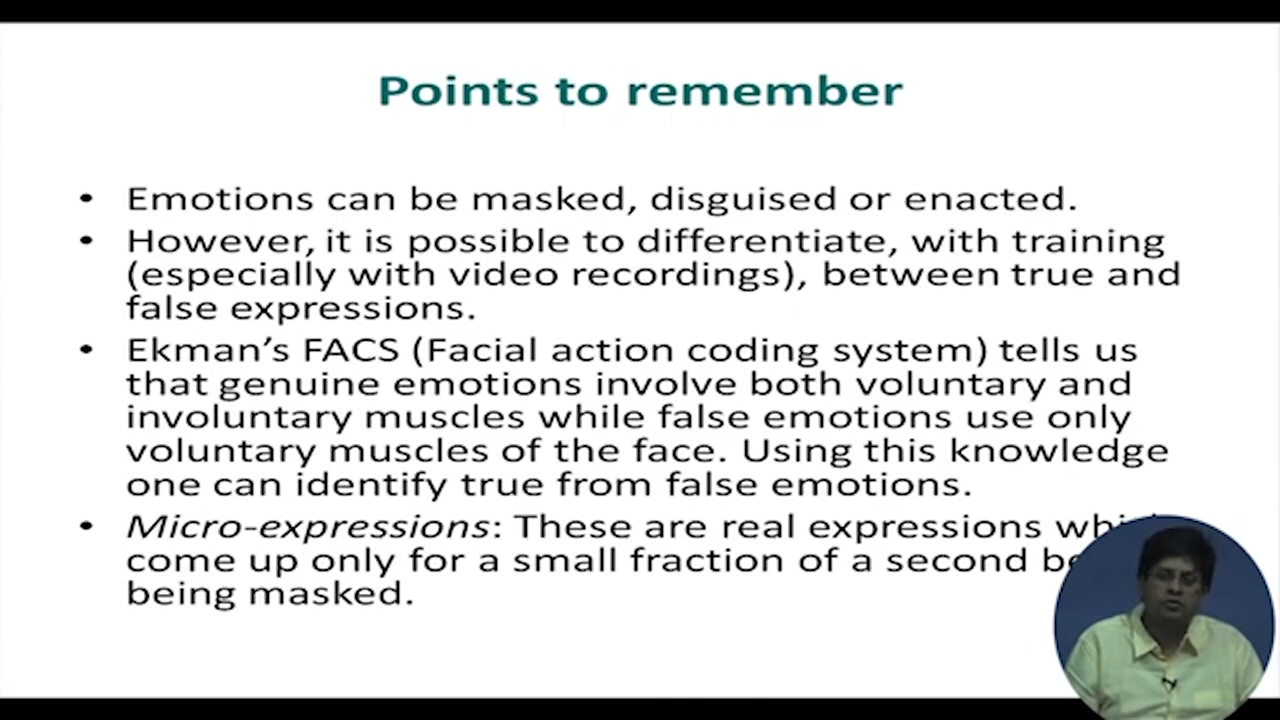 Points to remember
• Emotions can be masked, disguised or enacted.
• However, it is possible to differentiate, with training
(especially with video recordings), between true and
false expressions.
• Ekman’s FACS (Facial action coding system) tells us
that genuine emotions involve both voluntary and
involuntary muscles while false emotions use only
voluntary muscles of the face. Using this knowledge
one can identify true from false emotions.
• Micro-expressions: These are real expressions
come up only for a small fraction of a second
being masked.